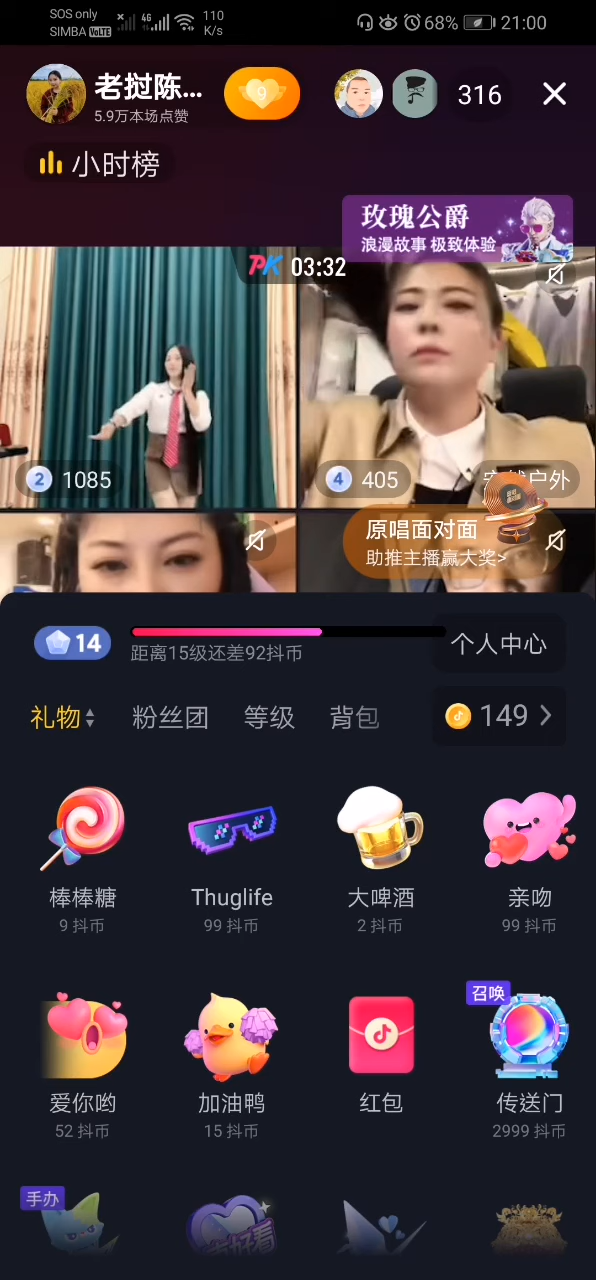 SOS only
SIMBA VoLTE
4G
110
K/s
68%
21:00
老挝陈...
5.9万本场点赞
9
316
小时榜
玫瑰公爵
浪漫故事 极致体验
PK 03:32
2 1085
4 405
户外
原唱面对面
助推主播赢大奖>
14
距离15级还差92抖币
个人中心
礼物
粉丝团
等级
背包
149
棒棒糖
9 抖币
Thuglife
99 抖币
大啤酒
2 抖币
亲吻
99 抖币
爱你哟
52 抖币
加油鸭
15 抖币
红包
召唤
传送门
2999 抖币
手办